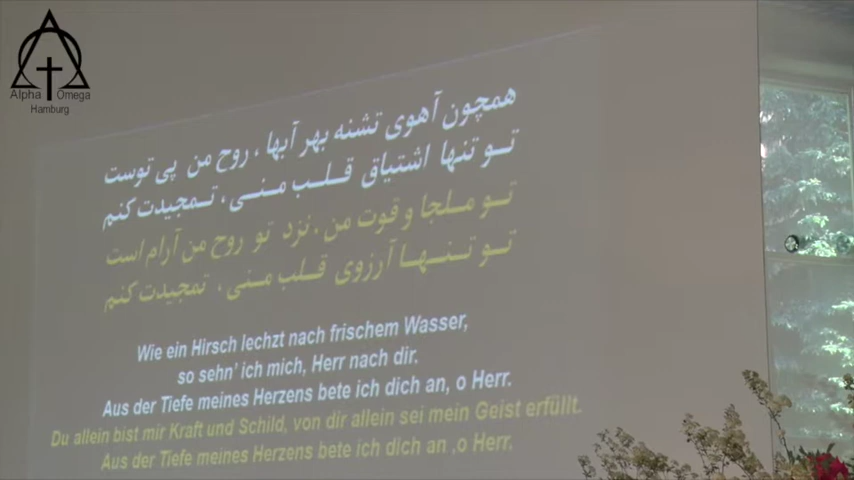 Alpha Omega
Hamburg
همچون آهوی تشنه بهر آبها، روح من پی توست
تو تنها اشتیاق قلب منی، تمجیدت کنم
تو ملجا و قوت من، نزد تو روح من آرام است
تو تنها آرزوی قلب منی، تمجیدت کنم
Wie ein Hirsch lechzt nach frischem Wasser,
so sehn' ich mich, Herr nach dir.
Aus der Tiefe meines Herzens bete ich dich an, o Herr.
Du allein bist mir Kraft und Schild, von dir allein sei mein Geist erfüllt.
Aus der Tiefe meines Herzens bete ich dich an ,o Herr.